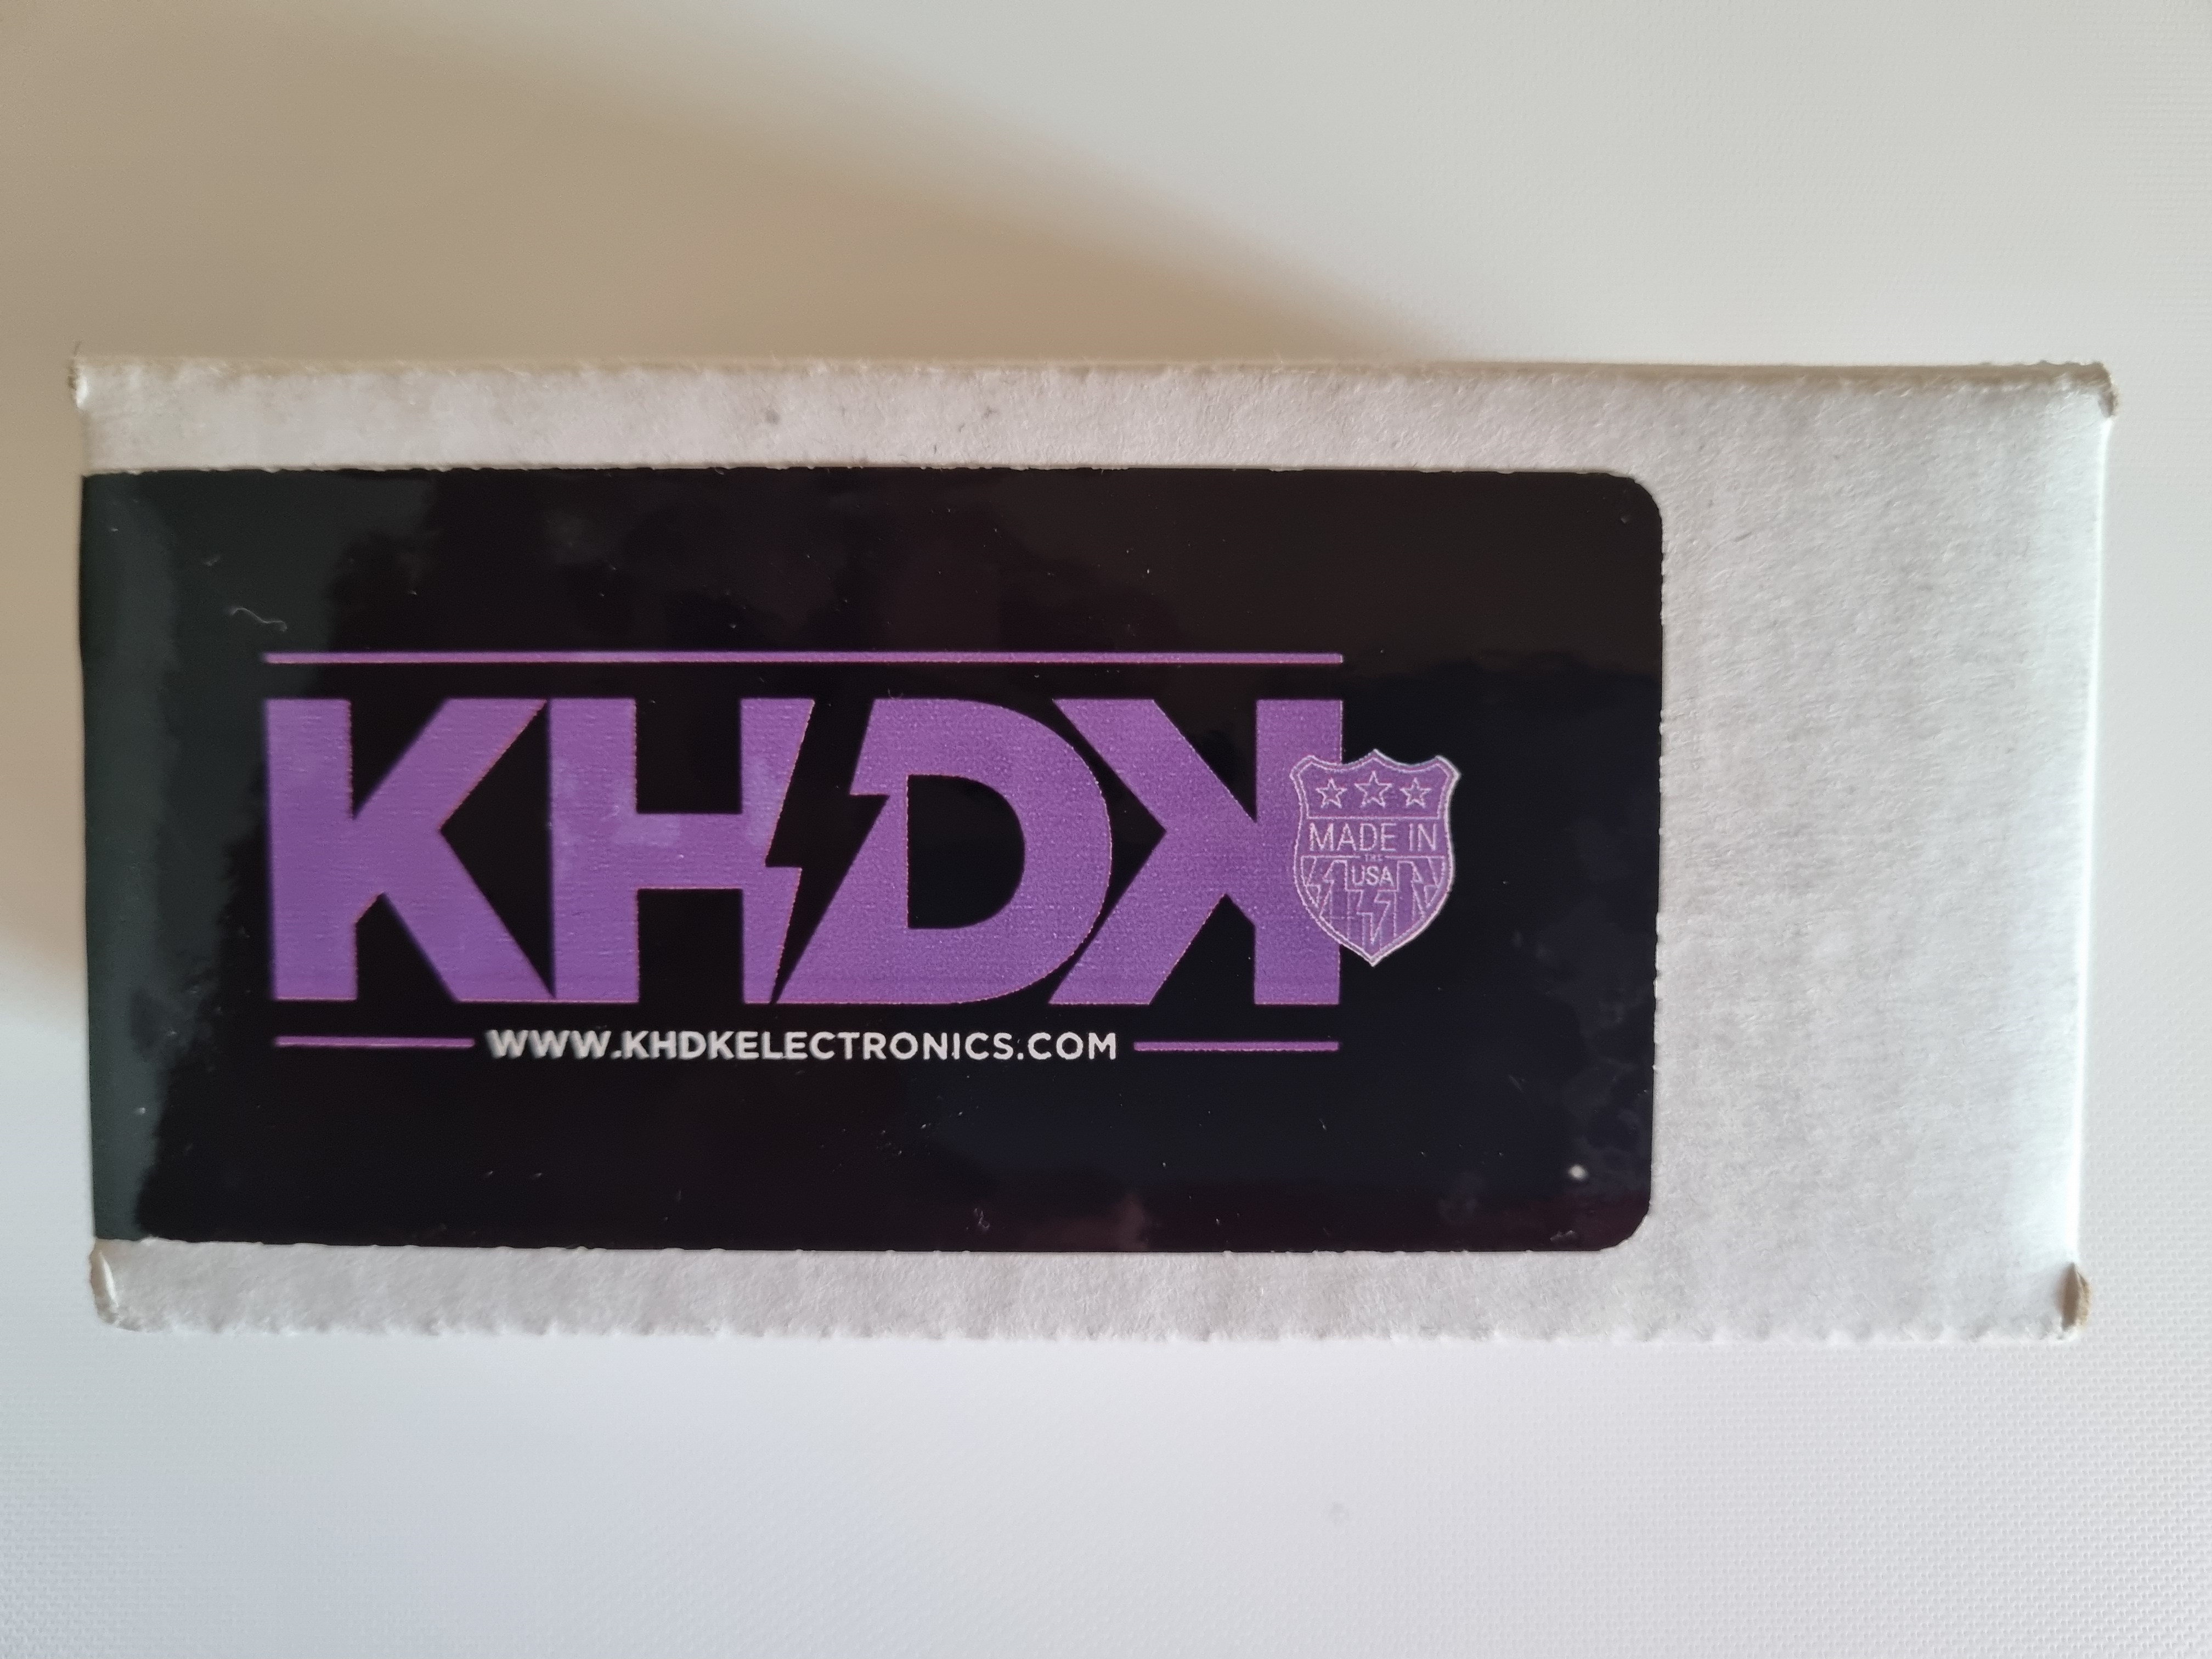 KHDK
MADE IN
THE
USA
WWW.KHDKELECTRONICS.COM